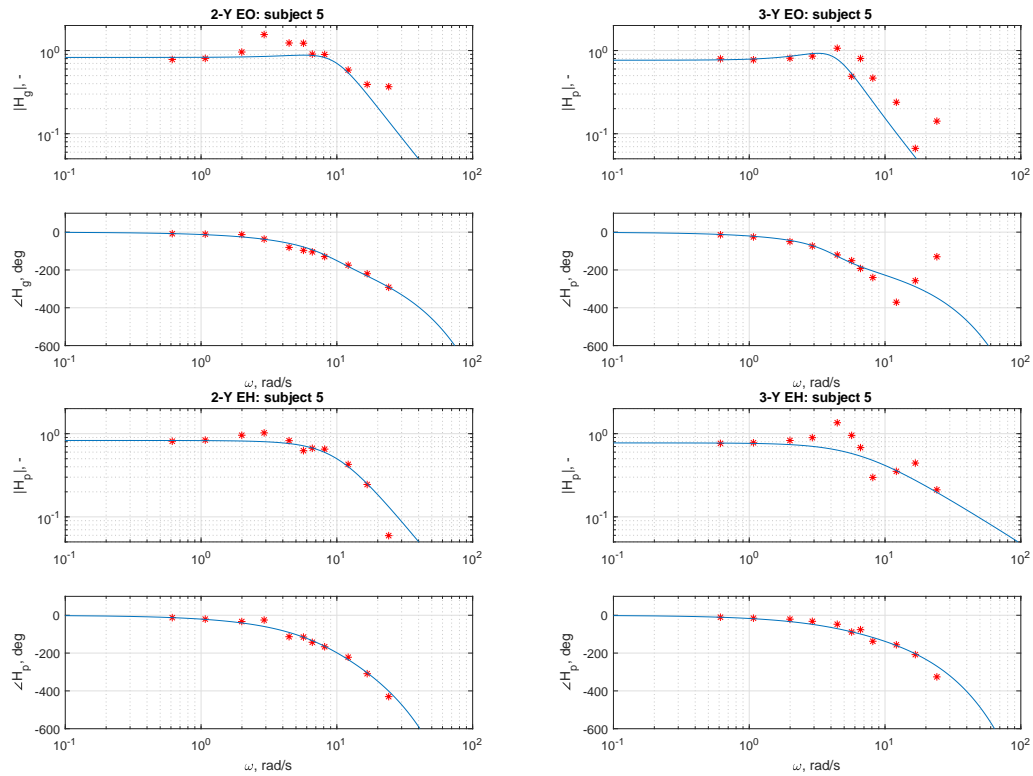 2-Y EO: subject 5
|H_g|, -
10^0
10^-1
10^-1 10^0 10^1 10^2
∠H_g, deg
0
-200
-400
-600
10^-1 10^0 10^1 10^2
ω, rad/s
3-Y EO: subject 5
|H_p|, -
10^0
10^-1
10^-1 10^0 10^1 10^2
∠H_p, deg
0
-200
-400
-600
10^-1 10^0 10^1 10^2
ω, rad/s
2-Y EH: subject 5
|H_p|, -
10^0
10^-1
10^-1 10^0 10^1 10^2
∠H_p, deg
0
-200
-400
-600
10^-1 10^0 10^1 10^2
ω, rad/s
3-Y EH: subject 5
|H_p|, -
10^0
10^-1
10^-1 10^0 10^1 10^2
∠H_p, deg
0
-200
-400
-600
10^-1 10^0 10^1 10^2
ω, rad/s